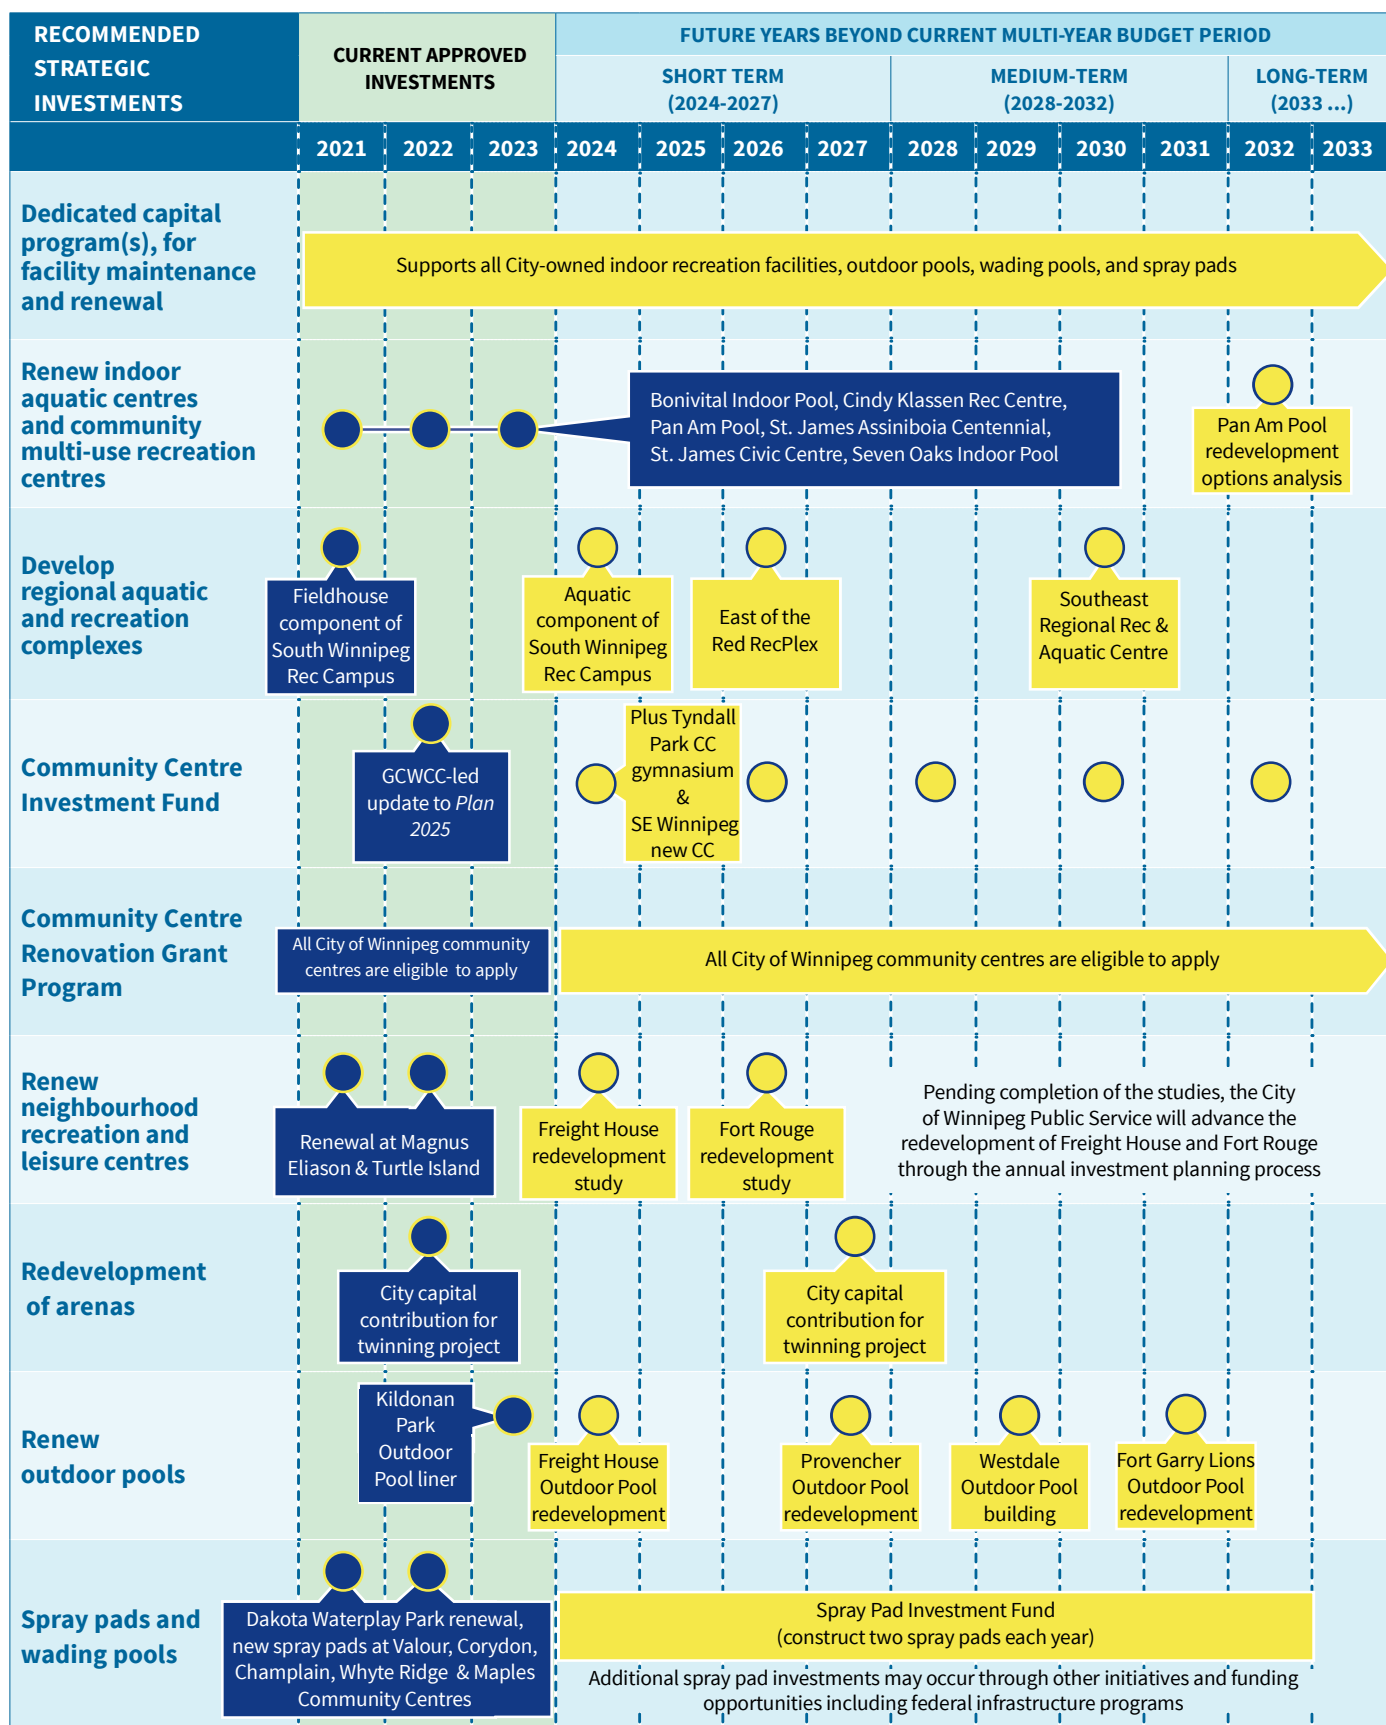 RECOMMENDED
STRATEGIC
INVESTMENTS
CURRENT APPROVED
INVESTMENTS
FUTURE YEARS BEYOND CURRENT MULTI-YEAR BUDGET PERIOD
SHORT TERM
(2024-2027)
MEDIUM-TERM
(2028-2032)
LONG-TERM
(2033 ...)
2021 2022 2023 2024 2025 2026 2027 2028 2029 2030 2031 2032 2033
Dedicated capital
program(s), for
facility maintenance
and renewal
Supports all City-owned indoor recreation facilities, outdoor pools, wading pools, and spray pads
Renew indoor
aquatic centres
and community
multi-use recreation
centres
Bonivital Indoor Pool, Cindy Klassen Rec Centre,
Pan Am Pool, St. James Assiniboia Centennial,
St. James Civic Centre, Seven Oaks Indoor Pool
Pan Am Pool
redevelopment
options analysis
Develop
regional aquatic
and recreation
complexes
Fieldhouse
component of
South Winnipeg
Rec Campus
Aquatic
component of
South Winnipeg
Rec Campus
East of the
Red RecPlex
Southeast
Regional Rec &
Aquatic Centre
Community Centre
Investment Fund
GCWCC-led
update to Plan
2025
Plus Tyndall
Park CC
gymnasium
&
SE Winnipeg
new CC
Community Centre
Renovation Grant
Program
All City of Winnipeg community
centres are eligible to apply
All City of Winnipeg community centres are eligible to apply
Renew
neighbourhood
recreation and
leisure centres
Renewal at Magnus
Eliason & Turtle Island
Freight House
redevelopment
study
Fort Rouge
redevelopment
study
Pending completion of the studies, the City
of Winnipeg Public Service will advance the
redevelopment of Freight House and Fort Rouge
through the annual investment planning process
Redevelopment
of arenas
City capital
contribution for
twinning project
City capital
contribution for
twinning project
Renew
outdoor pools
Kildonan
Park
Outdoor
Pool liner
Freight House
Outdoor Pool
redevelopment
Provencher
Outdoor Pool
redevelopment
Westdale
Outdoor Pool
building
Fort Garry Lions
Outdoor Pool
redevelopment
Spray pads and
wading pools
Dakota Waterplay Park renewal,
new spray pads at Valour, Corydon,
Champlain, Whyte Ridge & Maples
Community Centres
Spray Pad Investment Fund
(construct two spray pads each year)
Additional spray pad investments may occur through other initiatives and funding
opportunities including federal infrastructure programs